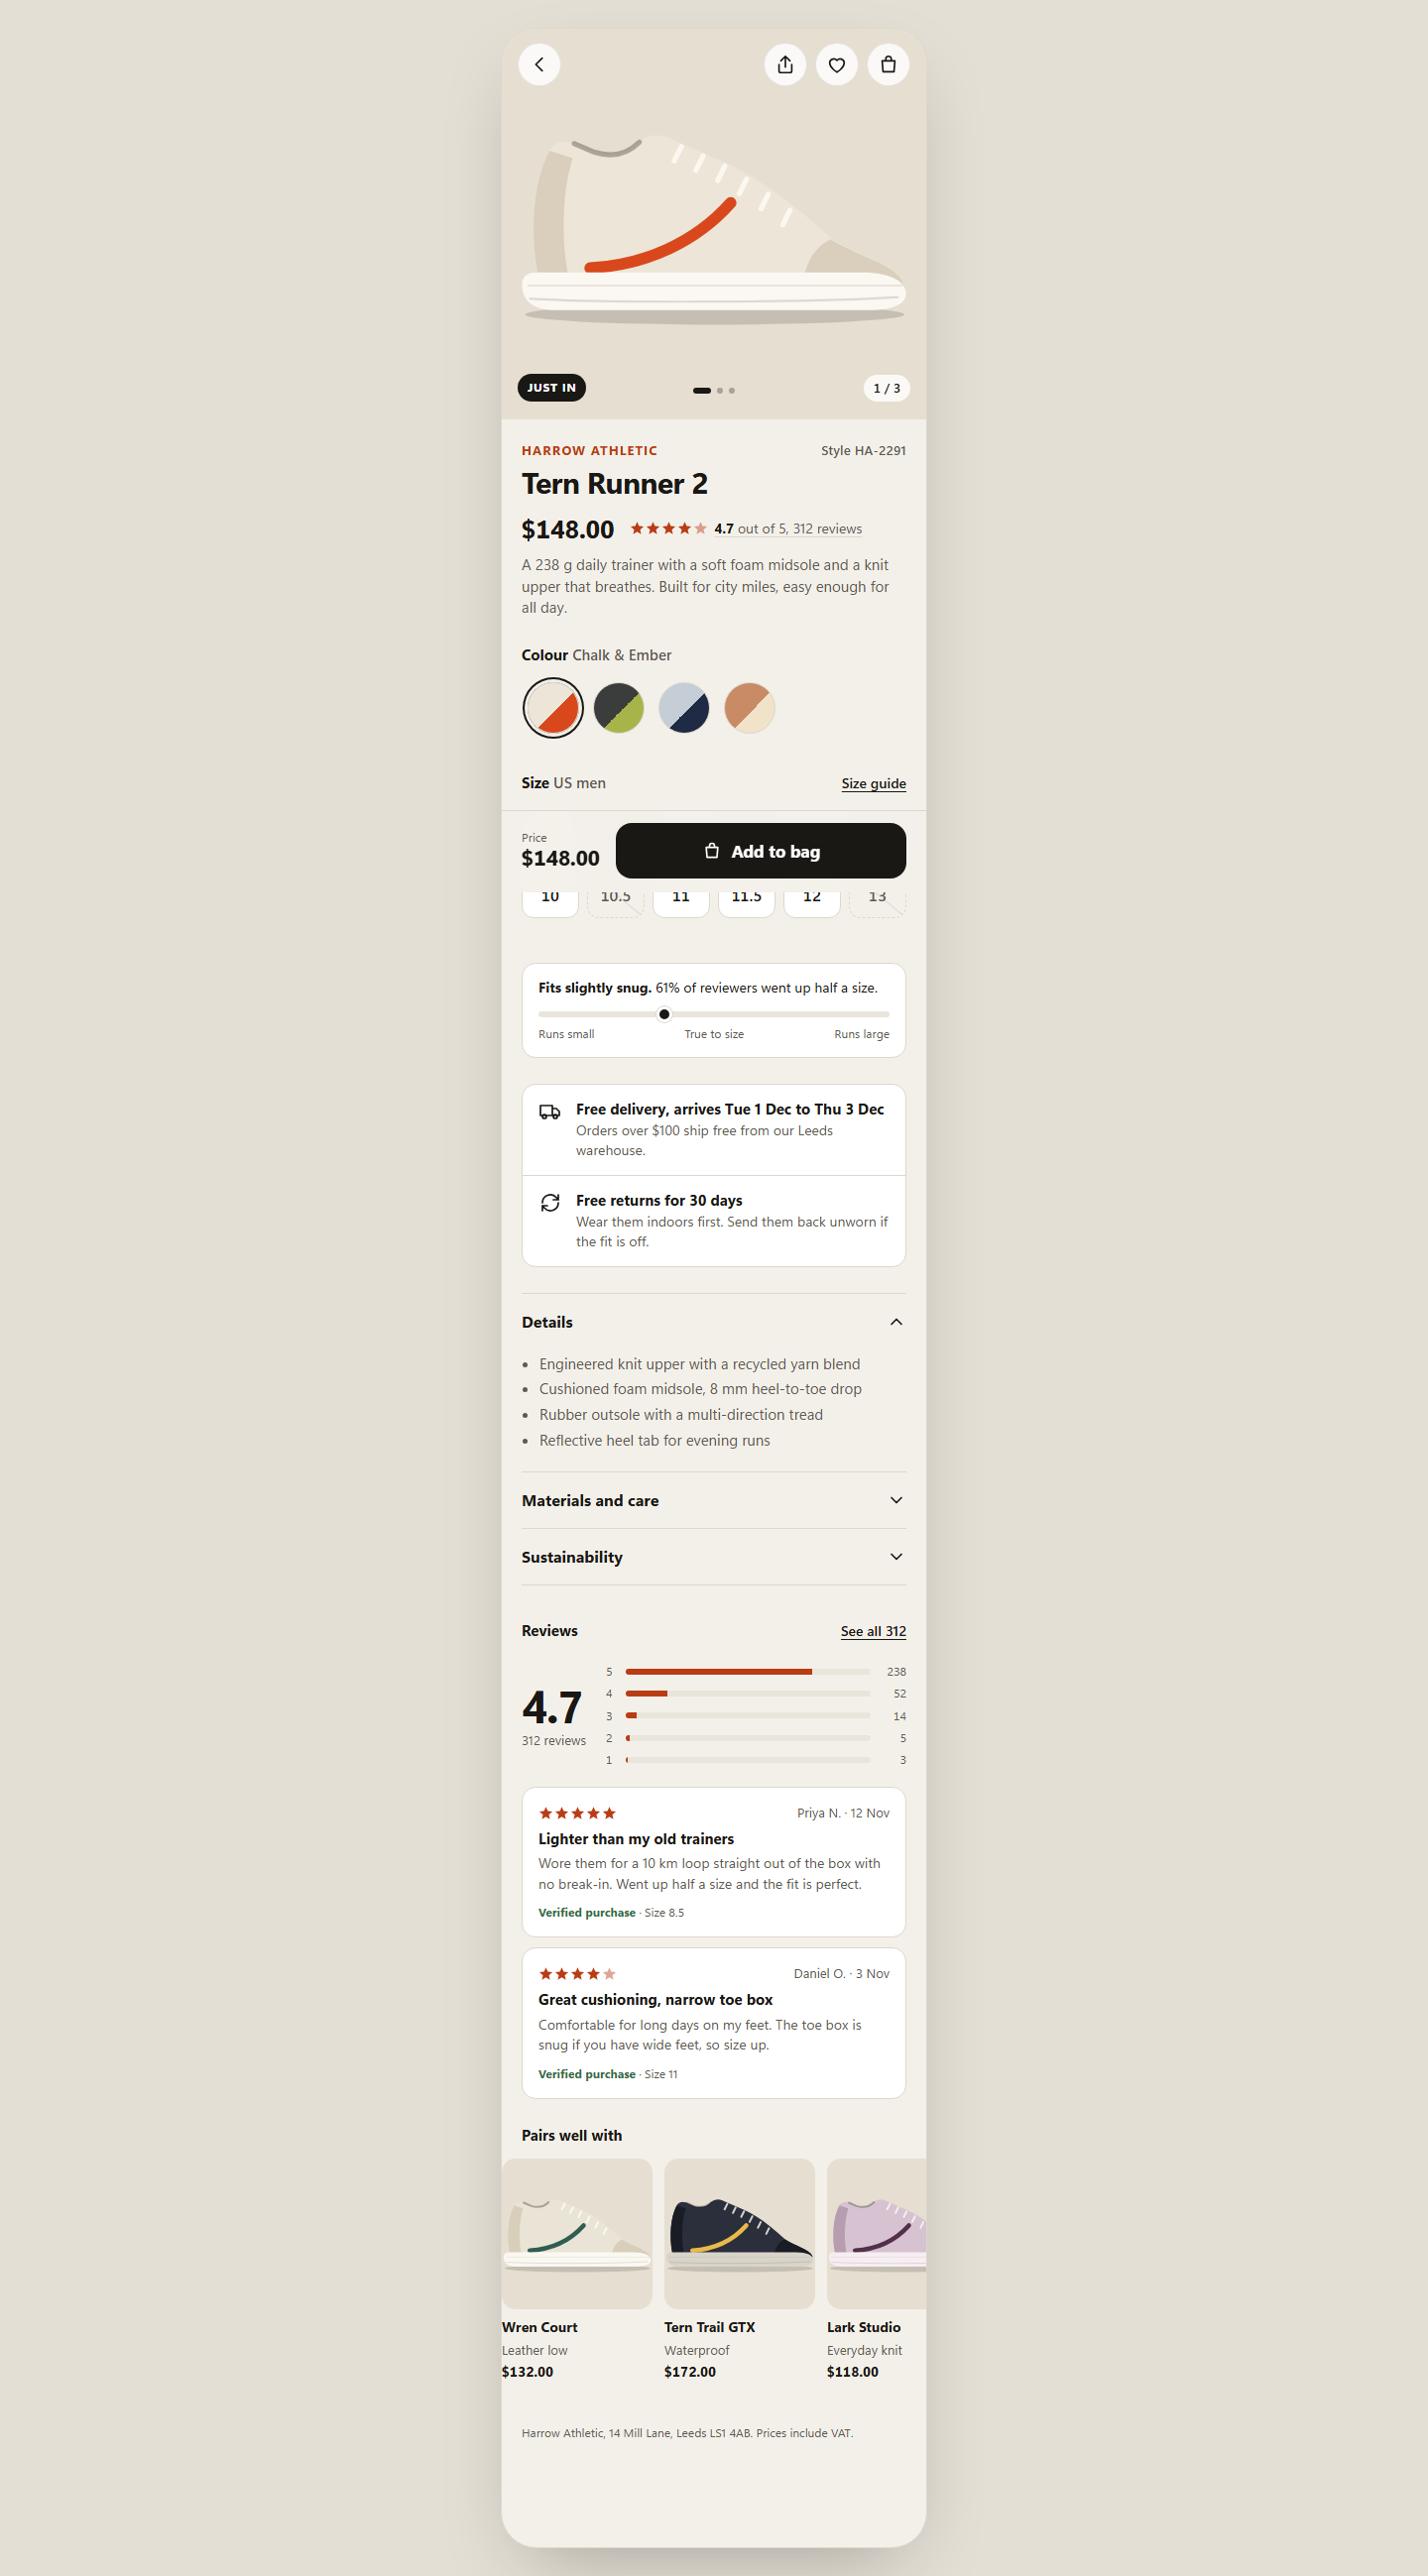 JUST IN
1 / 3
HARROW ATHLETIC
Style HA-2291
Tern Runner 2
$148.00
4.7 out of 5, 312 reviews
A 238 g daily trainer with a soft foam midsole and a knit
upper that breathes. Built for city miles, easy enough for
all day.
Colour Chalk & Ember
Size US men
Size guide
Price
$148.00
Add to bag
10
10.5
11
11.5
12
13
Fits slightly snug. 61% of reviewers went up half a size.
Runs small
True to size
Runs large
Free delivery, arrives Tue 1 Dec to Thu 3 Dec
Orders over $100 ship free from our Leeds
warehouse.
Free returns for 30 days
Wear them indoors first. Send them back unworn if
the fit is off.
Details
• Engineered knit upper with a recycled yarn blend
• Cushioned foam midsole, 8 mm heel-to-toe drop
• Rubber outsole with a multi-direction tread
• Reflective heel tab for evening runs
Materials and care
Sustainability
Reviews
See all 312
4.7
312 reviews
5 238
4 52
3 14
2 5
1 3
Priya N. · 12 Nov
Lighter than my old trainers
Wore them for a 10 km loop straight out of the box with
no break-in. Went up half a size and the fit is perfect.
Verified purchase · Size 8.5
Daniel O. · 3 Nov
Great cushioning, narrow toe box
Comfortable for long days on my feet. The toe box is
snug if you have wide feet, so size up.
Verified purchase · Size 11
Pairs well with
Wren Court
Leather low
$132.00
Tern Trail GTX
Waterproof
$172.00
Lark Studio
Everyday knit
$118.00
Harrow Athletic, 14 Mill Lane, Leeds LS1 4AB. Prices include VAT.